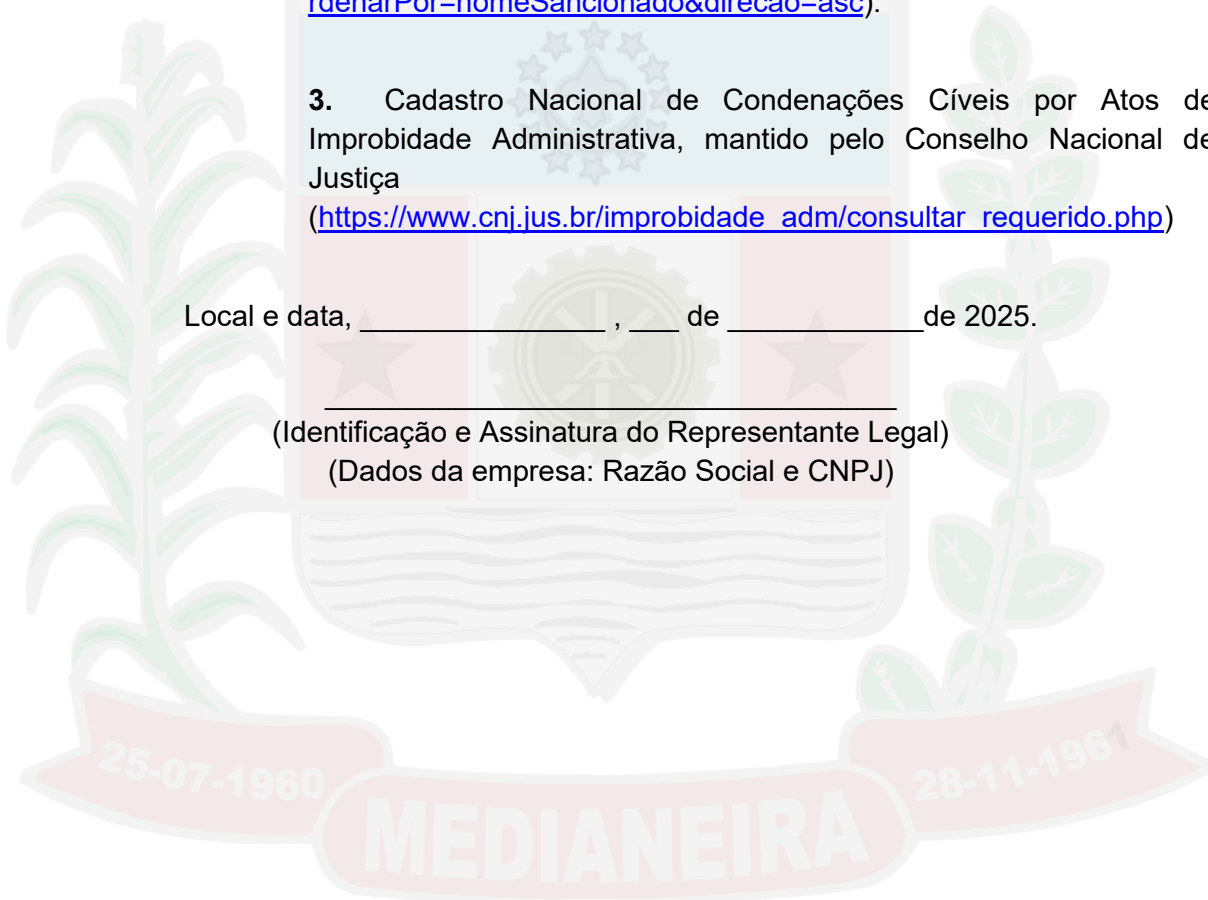 rdenarPor=nomeSancionado&direcao=asc).
3. Cadastro Nacional de Condenações Cíveis por Atos de
Improbidade Administrativa, mantido pelo Conselho Nacional de
Justiça
(https://www.cnj.jus.br/improbidade_adm/consultar_requerido.php)
Local e data, _______________ , ___ de ____________de 2025.
___________________________________
(Identificação e Assinatura do Representante Legal)
(Dados da empresa: Razão Social e CNPJ)
25-07-1960
28-11-1961
MEDIANEIRA